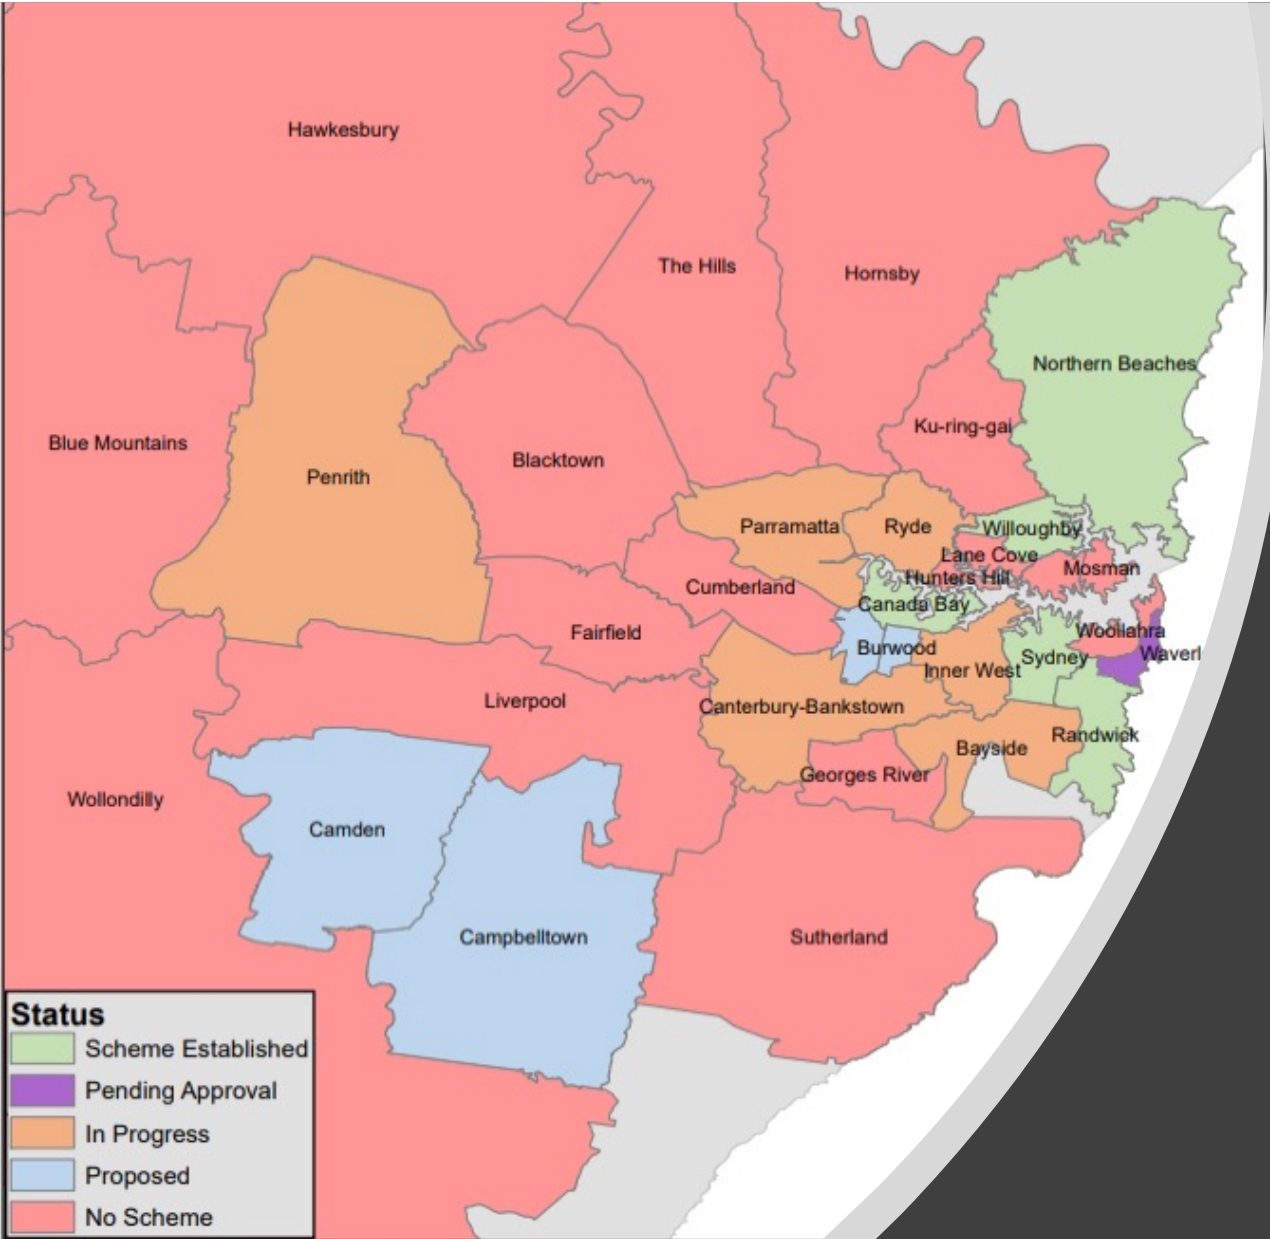 Hawkesbury
The Hills
Hornsby
Northern Beaches
Blue Mountains
Ku-ring-gai
Blacktown
Penrith
Parramatta
Ryde
Willoughby
Lane Cove
Mosman
Hunters Hill
Cumberland
Canada Bay
Fairfield
Woollahra
Burwood
Waverl
Sydney
Inner West
Liverpool
Canterbury-Bankstown
Randwick
Bayside
Georges River
Wollondilly
Camden
Campbelltown
Sutherland
Status
Scheme Established
Pending Approval
In Progress
Proposed
No Scheme